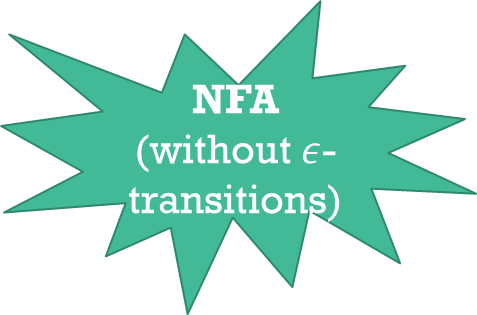 NFA
(without ϵ-
transitions)